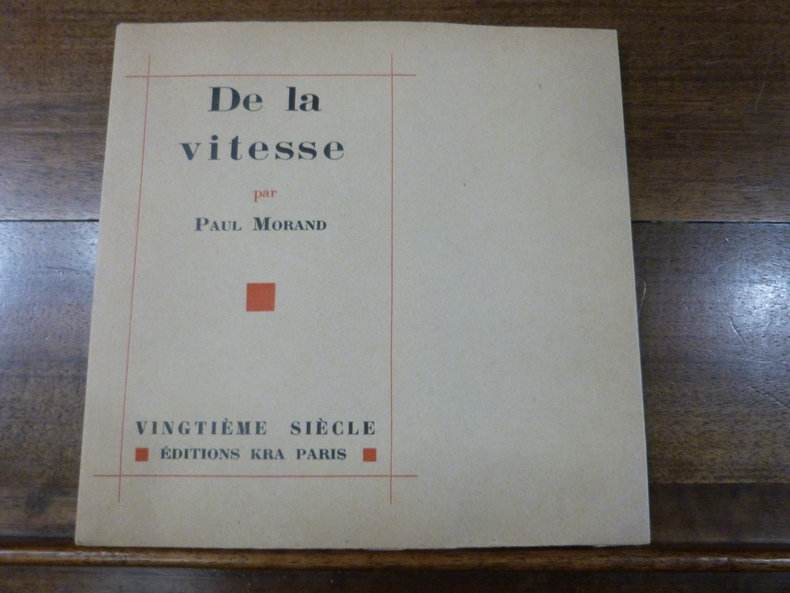 De la
vitesse
par
PAUL MORAND
VINGTIÈME SIÈCLE
ÉDITIONS KRA PARIS